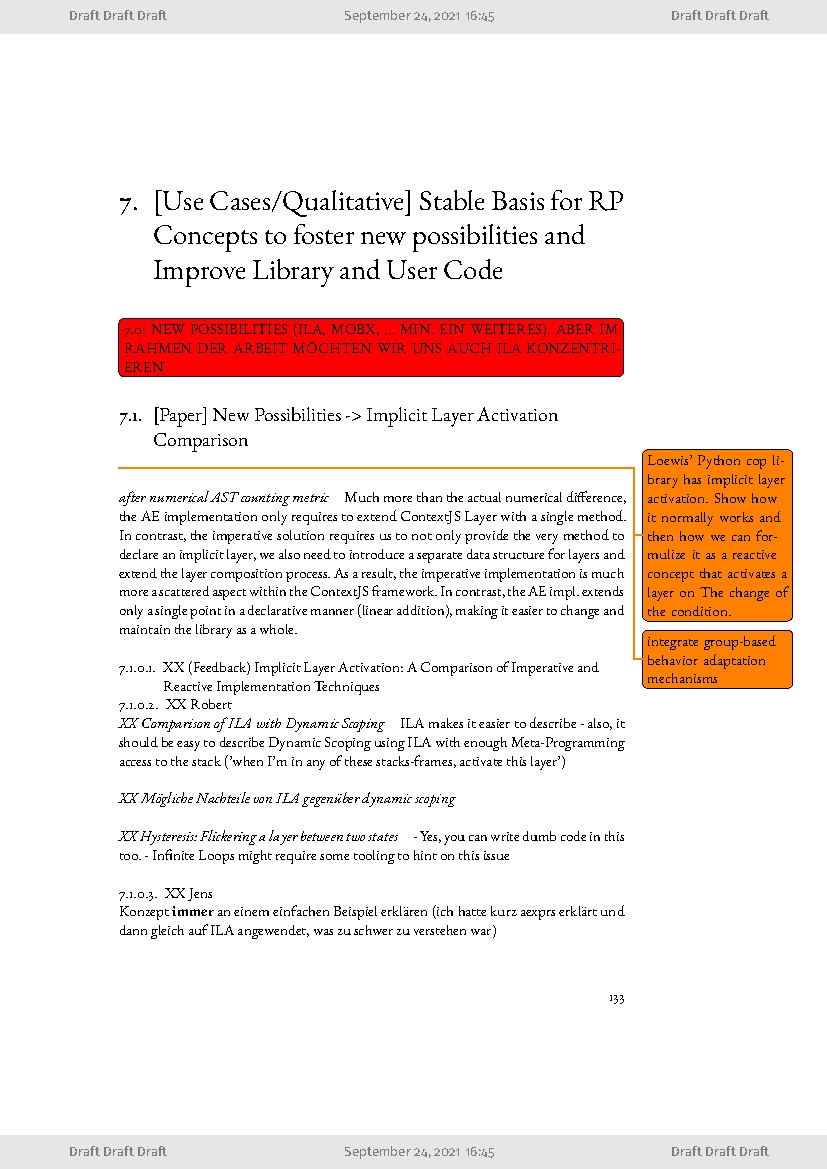 Draft Draft Draft September 24, 2021 16:45 Draft Draft Draft
7. [Use Cases/Qualitative] Stable Basis for RP
Concepts to foster new possibilities and
Improve Library and User Code
7.0: NEW POSSIBILITIES (ILA, MOBX, ... MIN. EIN WEITERES). ABER IM
RAHMEN DER ARBEIT MÖCHTEN WIR UNS AUCH ILA KONZENTRI-
EREN
7.1. [Paper] New Possibilities -> Implicit Layer Activation
Comparison
after numerical AST counting metric Much more than the actual numerical difference,
the AE implementation only requires to extend ContextJS Layer with a single method.
In contrast, the imperative solution requires us to not only provide the very method to
declare an implicit layer, we also need to introduce a separate data structure for layers and
extend the layer composition process. As a result, the imperative implementation is much
more a scattered aspect within the ContextJS framework. In contrast, the AE impl. extends
only a single point in a declarative manner (linear addition), making it easier to change and
maintain the library as a whole.
Loewis' Python cop li-
brary has implicit layer
activation. Show how
it normally works and
then how we can for-
mulize it as a reactive
concept that activates a
layer on The change of
the condition.
integrate group-based
behavior adaptation
mechanisms
7.1.0.1. XX (Feedback) Implicit Layer Activation: A Comparison of Imperative and
Reactive Implementation Techniques
7.1.0.2. XX Robert
XX Comparison of ILA with Dynamic Scoping ILA makes it easier to describe - also, it
should be easy to describe Dynamic Scoping using ILA with enough Meta-Programming
access to the stack ('when I'm in any of these stacks-frames, activate this layer')
XX Mögliche Nachteile von ILA gegenüber dynamic scoping
XX Hysteresis: Flickering a layer between two states - Yes, you can write dumb code in this
too. - Infinite Loops might require some tooling to hint on this issue
7.1.0.3. XX Jens
Konzept immer an einem einfachen Beispiel erklären (ich hatte kurz aexprs erklärt und
dann gleich auf ILA angewendet, was zu schwer zu verstehen war)
133
Draft Draft Draft September 24, 2021 16:45 Draft Draft Draft